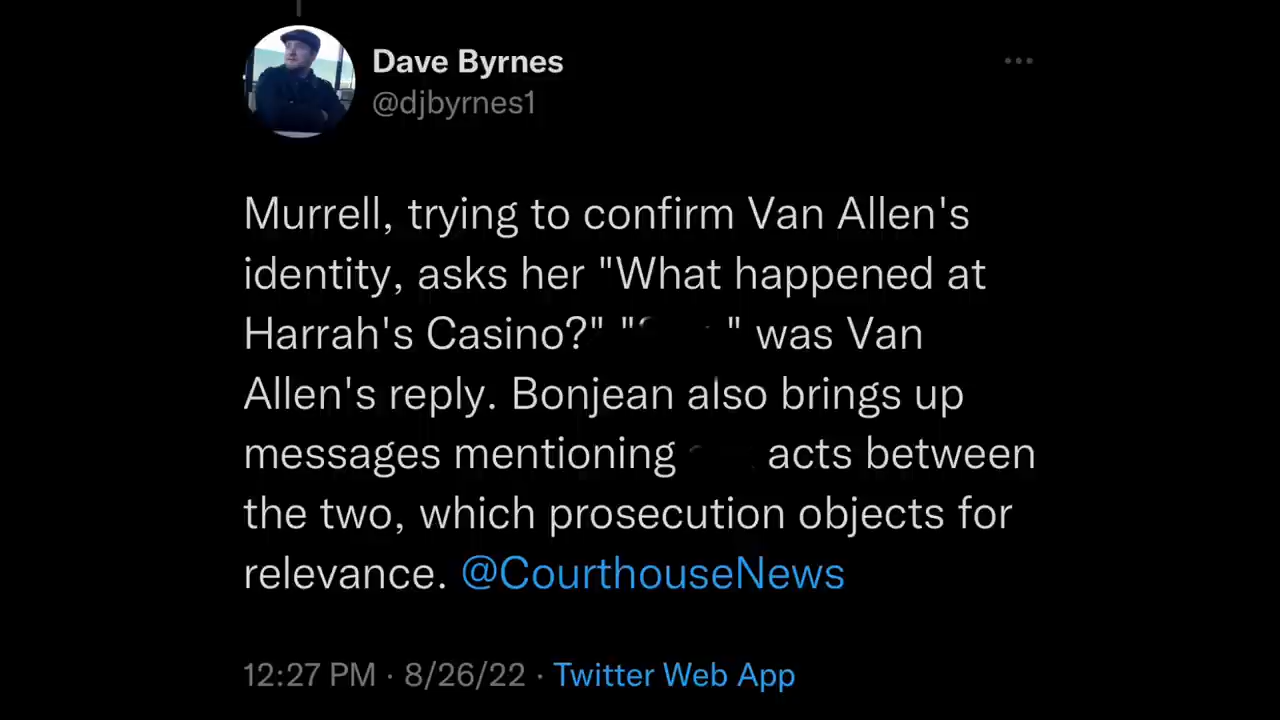 Dave Byrnes
@djbyrnes1
Murrell, trying to confirm Van Allen's
identity, asks her "What happened at
Harrah's Casino?" " " was Van
Allen's reply. Bonjean also brings up
messages mentioning acts between
the two, which prosecution objects for
relevance. @CourthouseNews
12:27 PM · 8/26/22 · Twitter Web App